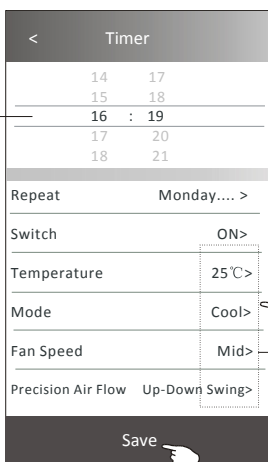 < Timer
14 17
15 18
16 : 19
17 20
18 21
Repeat Monday.... >
Switch ON>
Temperature 25℃>
Mode Cool>
Fan Speed Mid>
Precision Air Flow Up-Down Swing>
Save